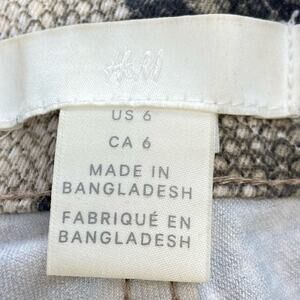 H&M
US 6
CA 6
MADE IN
BANGLADESH
FABRIQUÉ EN
BANGLADESH